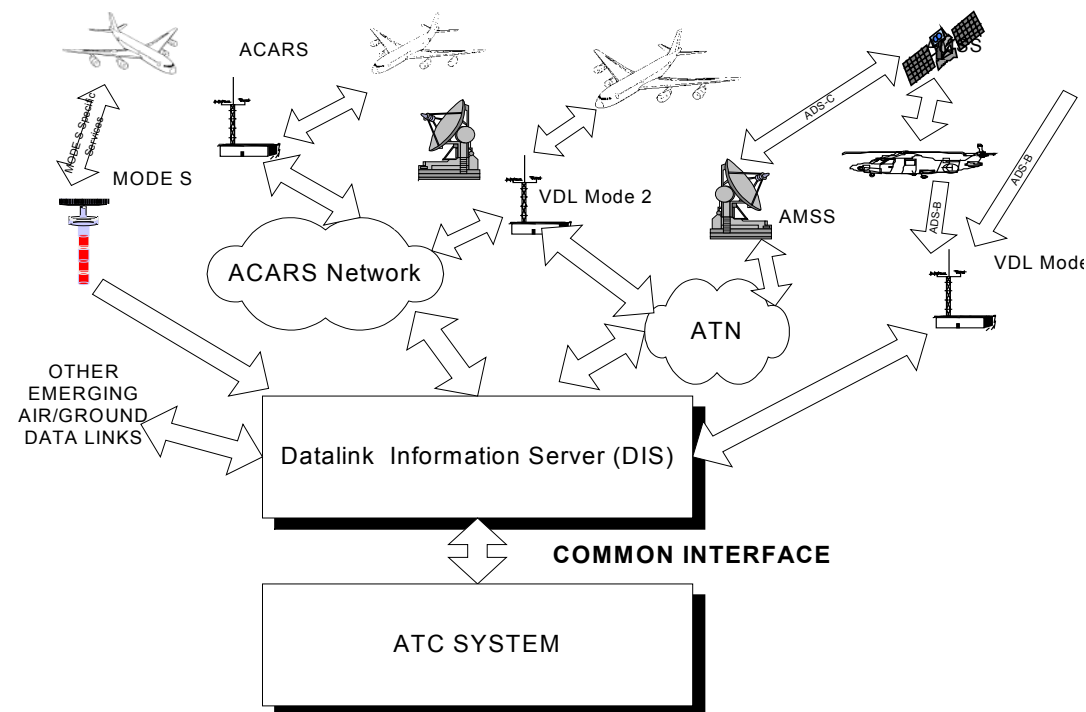 ACARS
MODE S Specific
Services
MODE S
ADS-C
ADS-B
ADS-B
VDL Mode 2
AMSS
VDL Mode
ACARS Network
ATN
OTHER
EMERGING
AIR/GROUND
DATA LINKS
Datalink Information Server (DIS)
COMMON INTERFACE
ATC SYSTEM